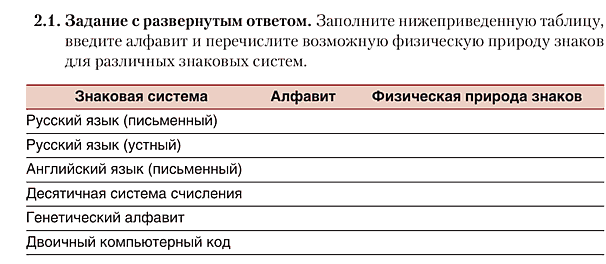 2.1. Задание с развернутым ответом. Заполните нижеприведенную таблицу,
введите алфавит и перечислите возможную физическую природу знаков
для различных знаковых систем.
Знаковая система Алфавит Физическая природа знаков
Русский язык (письменный)
Русский язык (устный)
Английский язык (письменный)
Десятичная система счисления
Генетический алфавит
Двоичный компьютерный код